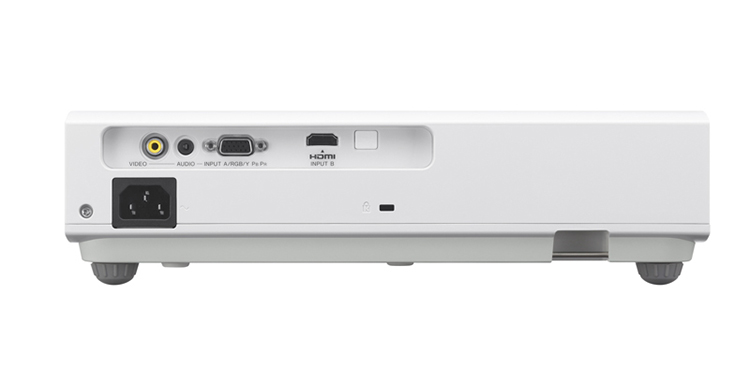 VIDEO AUDIO INPUT A/RGB/Y PB PR
HDMI
INPUT B